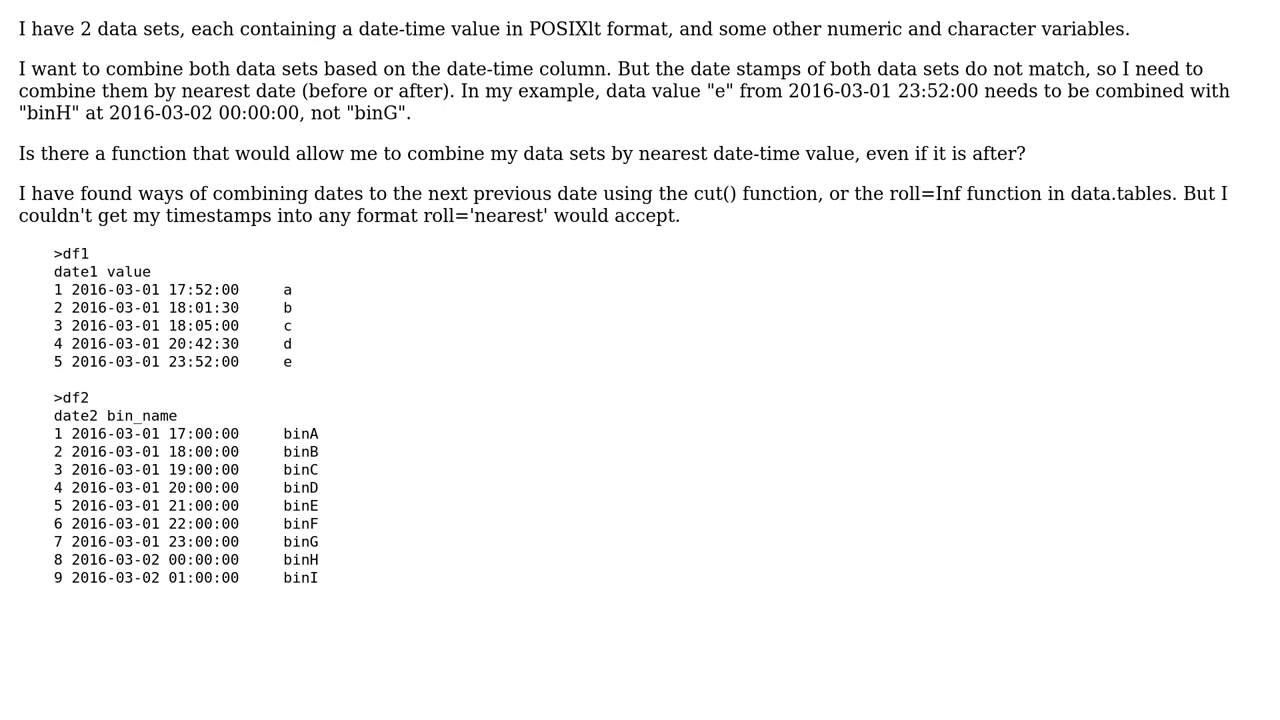 I have 2 data sets, each containing a date-time value in POSIXlt format, and some other numeric and character variables.
I want to combine both data sets based on the date-time column. But the date stamps of both data sets do not match, so I need to
combine them by nearest date (before or after). In my example, data value "e" from 2016-03-01 23:52:00 needs to be combined with
"binH" at 2016-03-02 00:00:00, not "binG".
Is there a function that would allow me to combine my data sets by nearest date-time value, even if it is after?
I have found ways of combining dates to the next previous date using the cut() function, or the roll=Inf function in data.tables. But I
couldn't get my timestamps into any format roll='nearest' would accept.
>df1
date1 value
1 2016-03-01 17:52:00     a
2 2016-03-01 18:01:30     b
3 2016-03-01 18:05:00     c
4 2016-03-01 20:42:30     d
5 2016-03-01 23:52:00     e
>df2
date2 bin_name
1 2016-03-01 17:00:00     binA
2 2016-03-01 18:00:00     binB
3 2016-03-01 19:00:00     binC
4 2016-03-01 20:00:00     binD
5 2016-03-01 21:00:00     binE
6 2016-03-01 22:00:00     binF
7 2016-03-01 23:00:00     binG
8 2016-03-02 00:00:00     binH
9 2016-03-02 01:00:00     binI